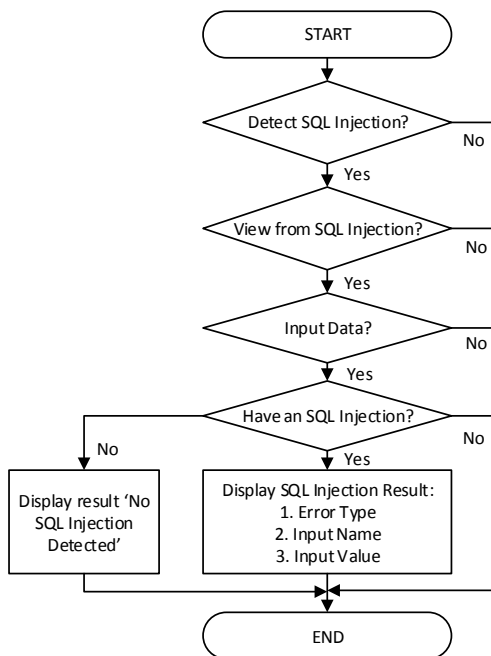 START
Detect SQL Injection?
No
Yes
View from SQL Injection?
No
Yes
Input Data?
No
Yes
Have an SQL Injection?
No
No
Yes
Display result ‘No
SQL Injection
Detected’
Display SQL Injection Result:
1. Error Type
2. Input Name
3. Input Value
END